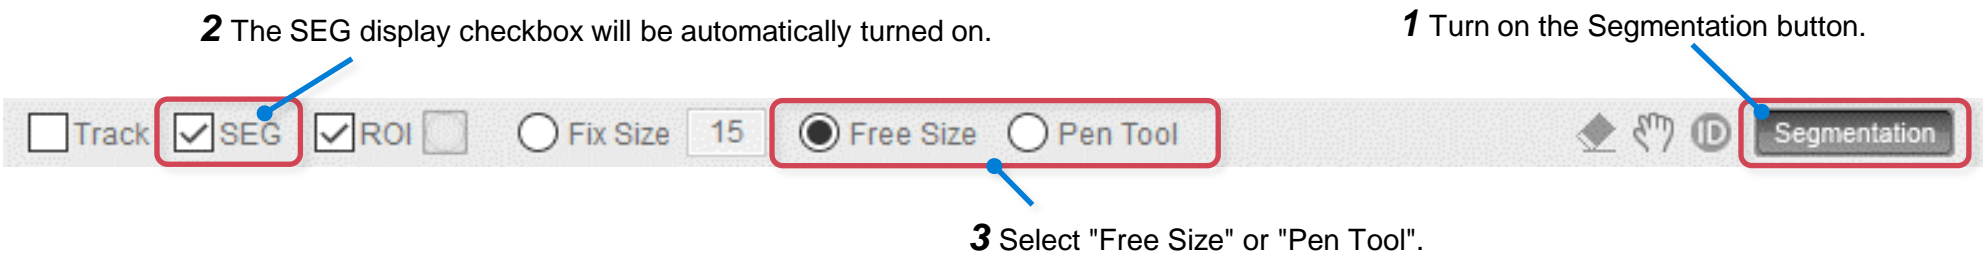 2 The SEG display checkbox will be automatically turned on.
1 Turn on the Segmentation button.
Track SEG ROI Fix Size 15 Free Size Pen Tool ID Segmentation
3 Select "Free Size" or "Pen Tool".